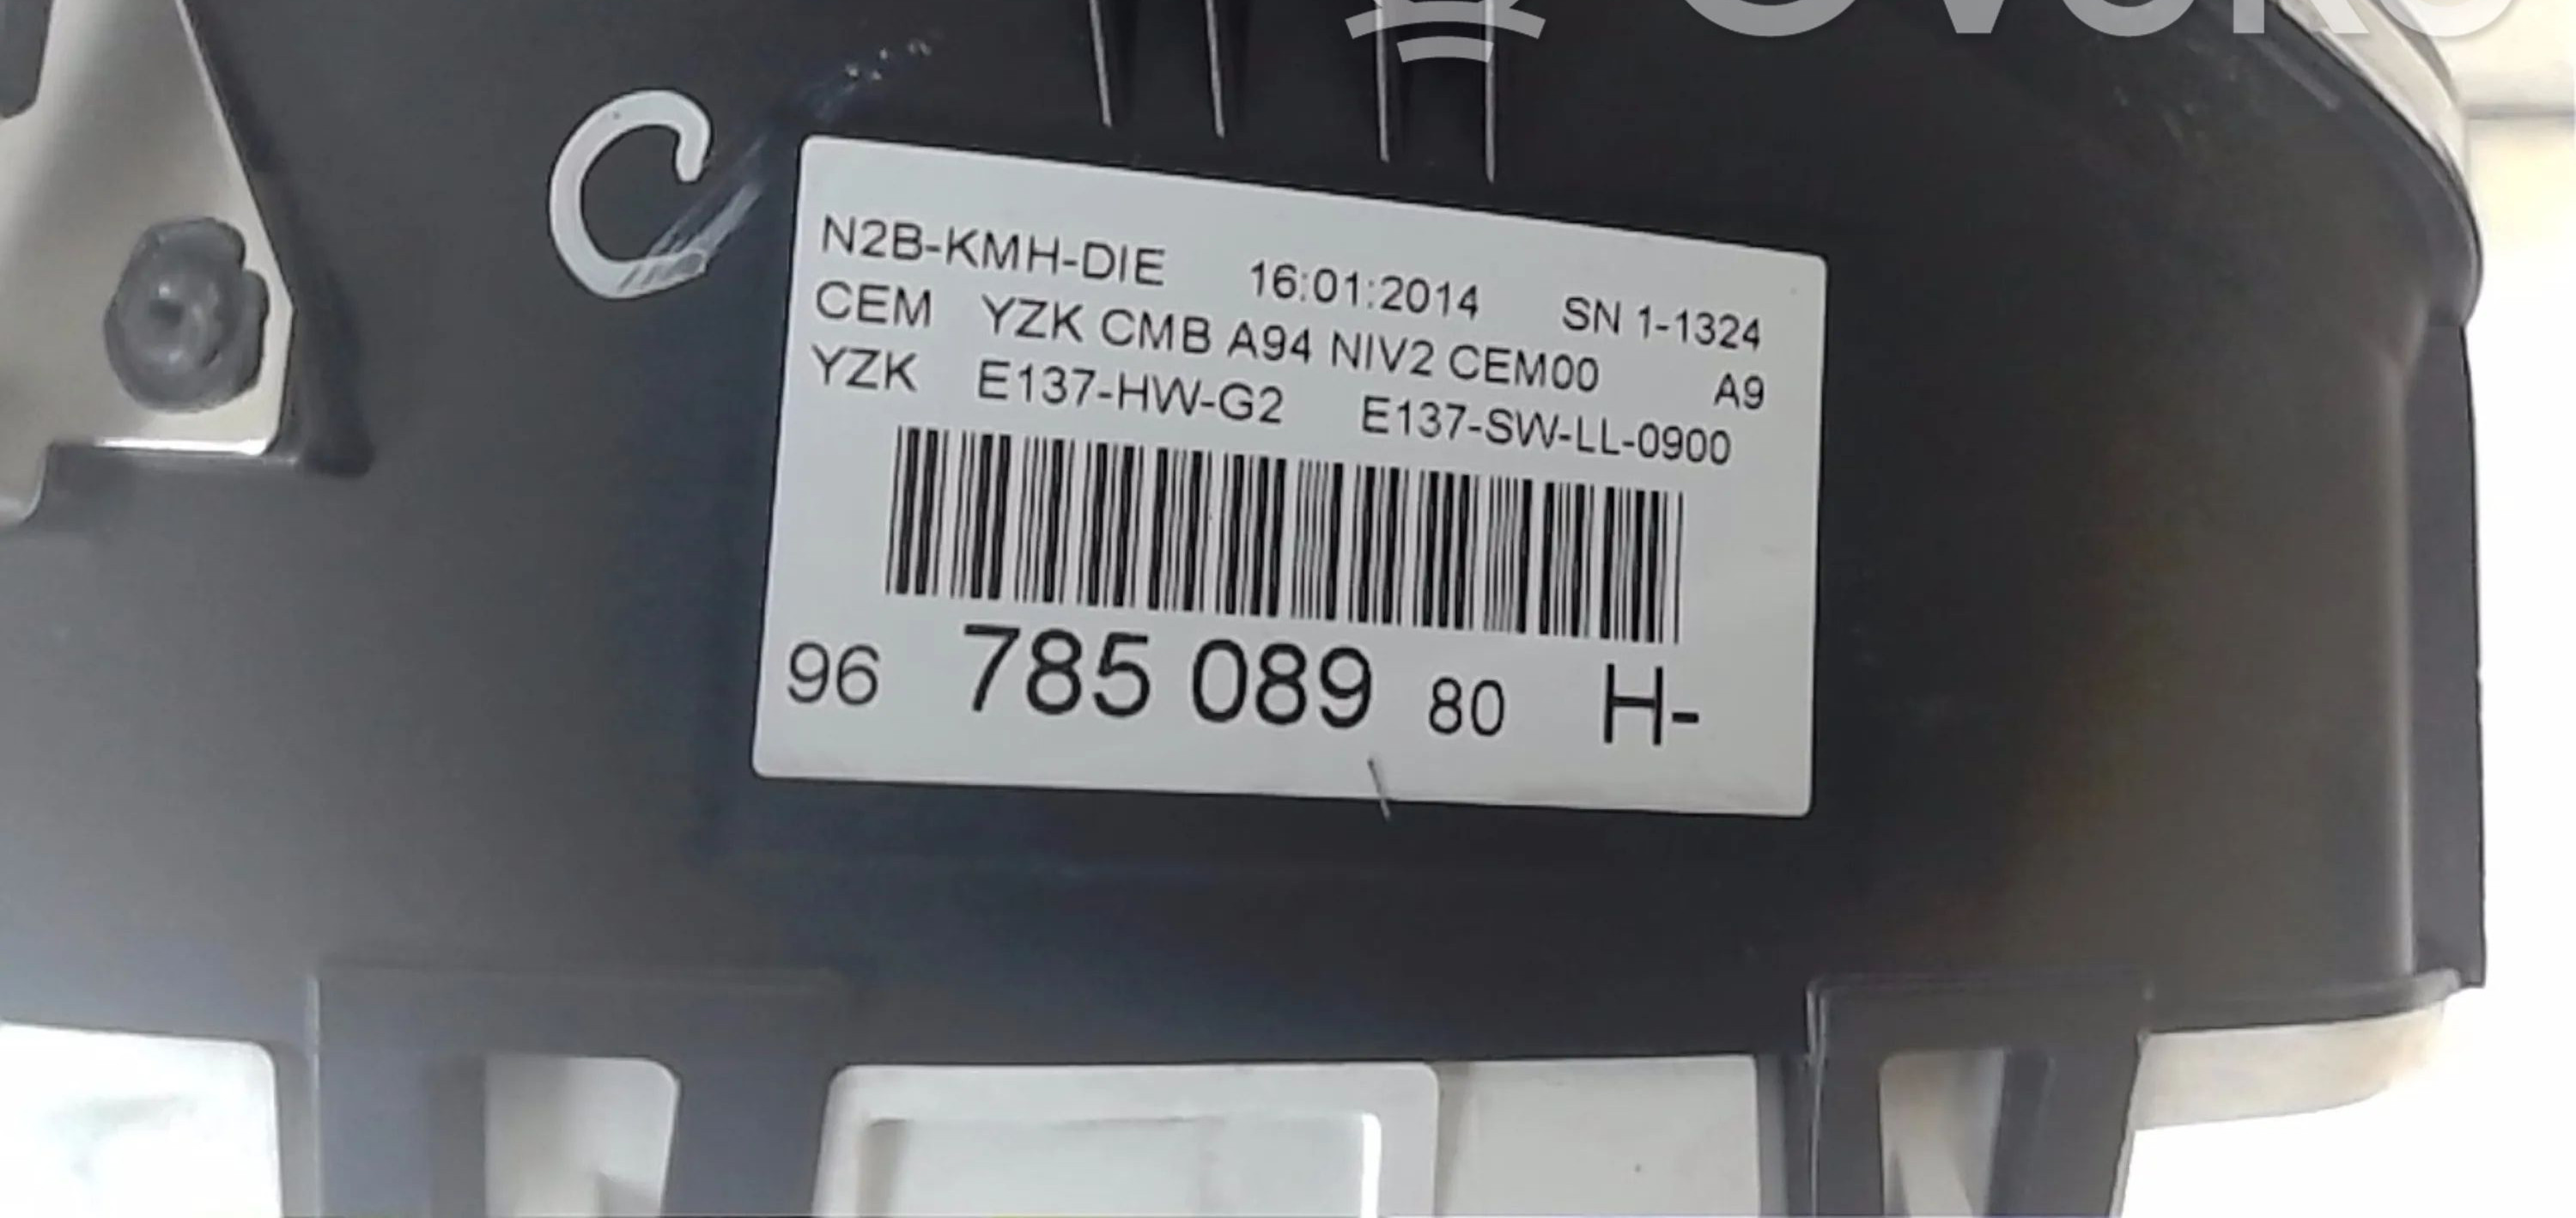 C
N2B-KMH-DIE 16:01:2014 SN 1-1324
CEM YZK CMB A94 NIV2 CEM00 A9
YZK E137-HW-G2 E137-SW-LL-0900
96 785 089 80 H-